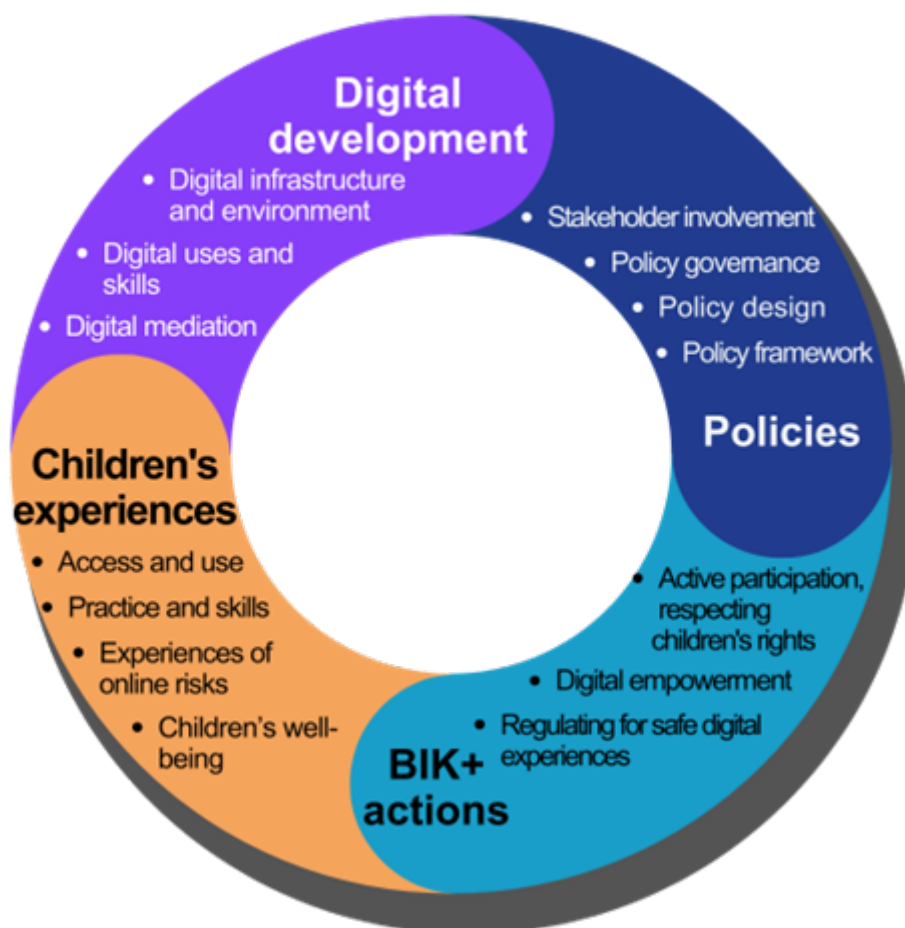 Digital
development
• Digital infrastructure
and environment
• Digital uses and
skills
• Digital mediation
• Stakeholder involvement
• Policy governance
• Policy design
• Policy framework
Policies
• Active participation,
respecting
children's rights
• Digital empowerment
• Regulating for safe digital
experiences
BIK+
actions
Children's
experiences
• Access and use
• Practice and skills
• Experiences of
online risks
• Children’s well-
being